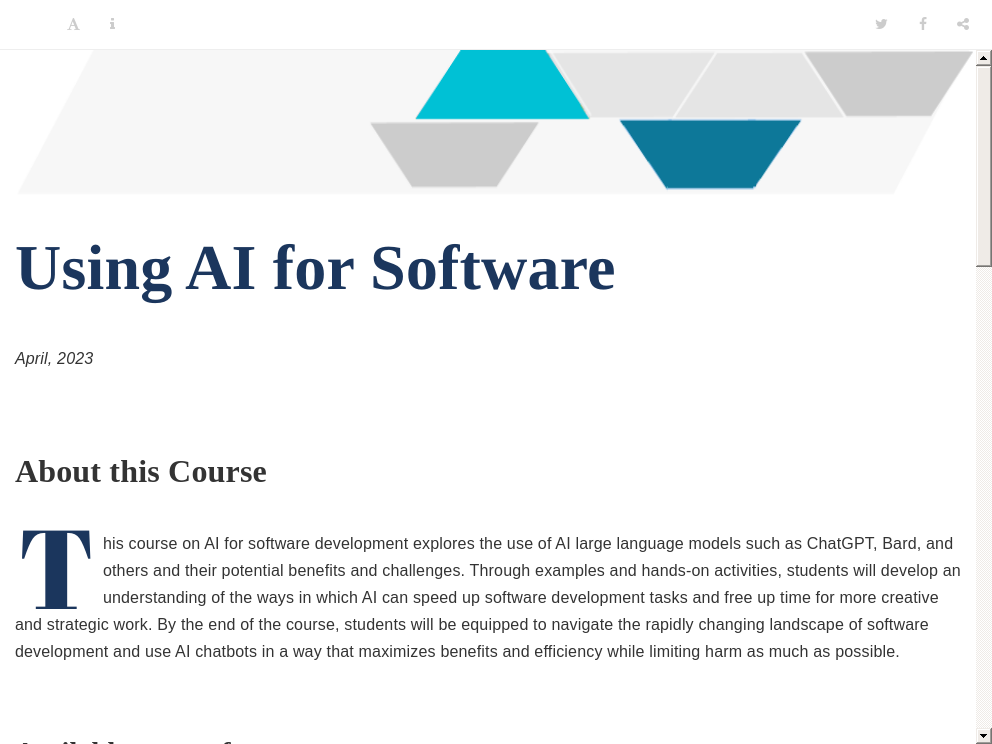 Using AI for Software
April, 2023
About this Course
This course on AI for software development explores the use of AI large language models such as ChatGPT, Bard, and
others and their potential benefits and challenges. Through examples and hands-on activities, students will develop an
understanding of the ways in which AI can speed up software development tasks and free up time for more creative
and strategic work. By the end of the course, students will be equipped to navigate the rapidly changing landscape of software
development and use AI chatbots in a way that maximizes benefits and efficiency while limiting harm as much as possible.